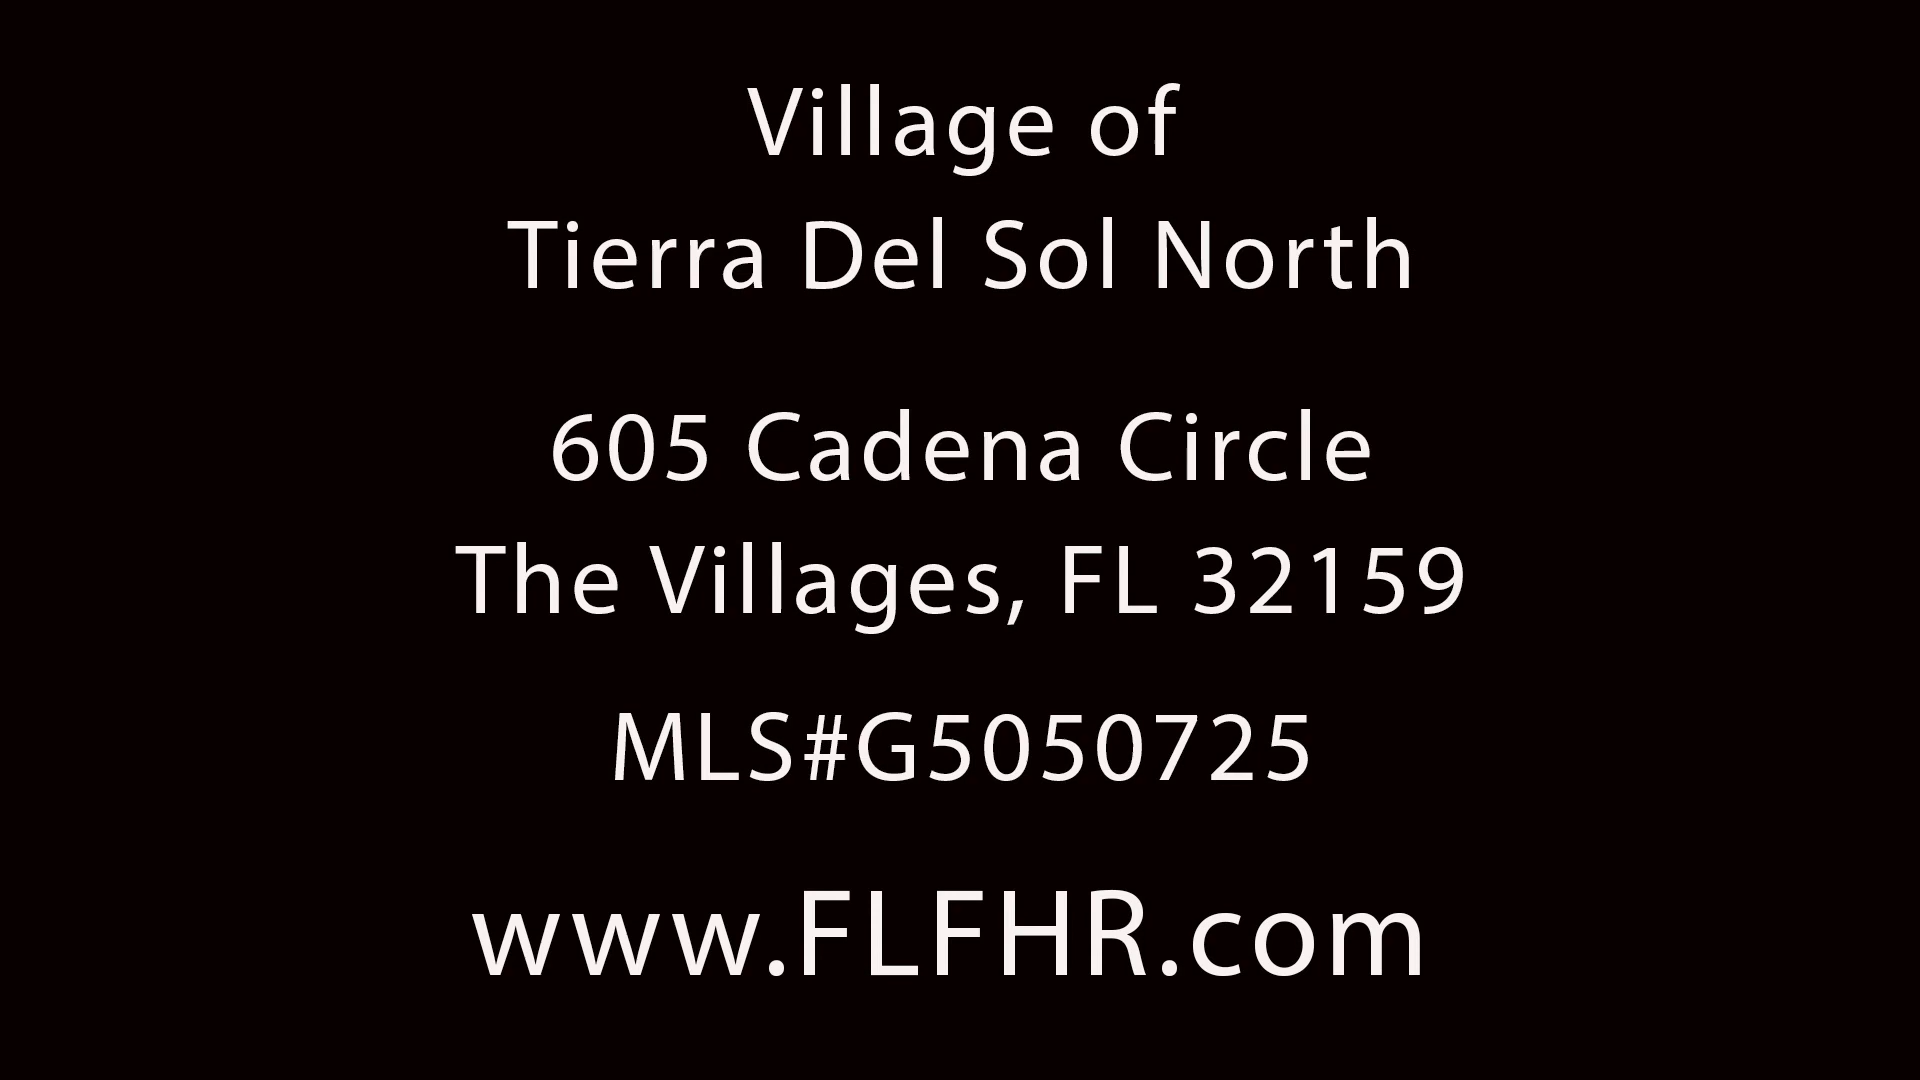 Village of
Tierra Del Sol North
605 Cadena Circle
The Villages, FL 32159
MLS#G5050725
www.FLFHR.com